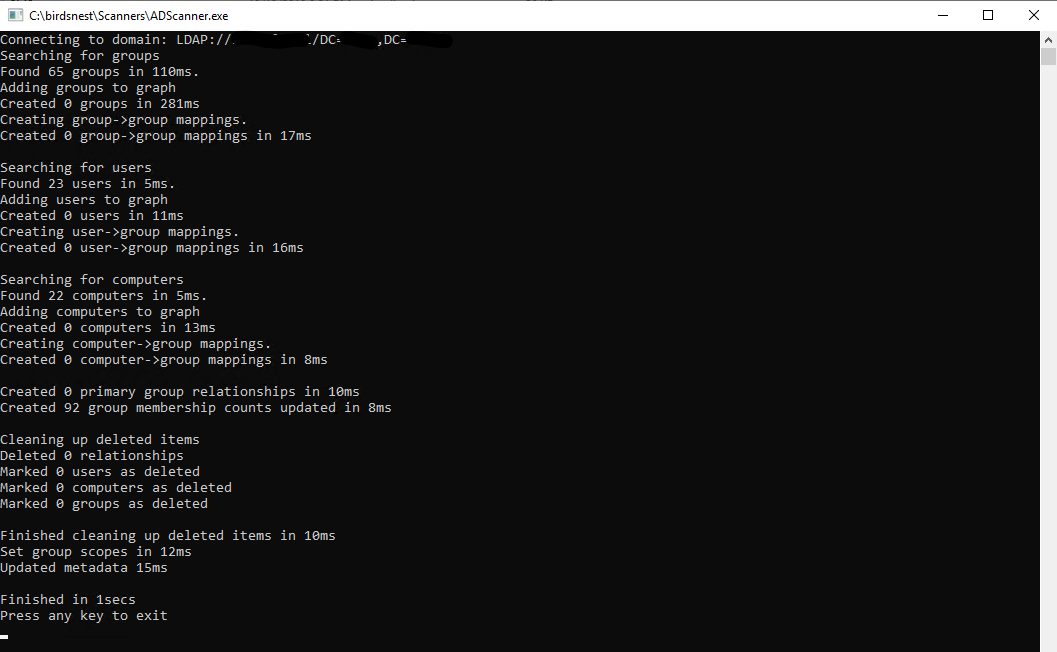 C:\birdsnest\Scanners\ADScanner.exe
Connecting to domain: LDAP:// /DC= ,DC=
Searching for groups
Found 65 groups in 110ms.
Adding groups to graph
Created 0 groups in 281ms
Creating group->group mappings.
Created 0 group->group mappings in 17ms
Searching for users
Found 23 users in 5ms.
Adding users to graph
Created 0 users in 11ms
Creating user->group mappings.
Created 0 user->group mappings in 16ms
Searching for computers
Found 22 computers in 5ms.
Adding computers to graph
Created 0 computers in 13ms
Creating computer->group mappings.
Created 0 computer->group mappings in 8ms
Created 0 primary group relationships in 10ms
Created 92 group membership counts updated in 8ms
Cleaning up deleted items
Deleted 0 relationships
Marked 0 users as deleted
Marked 0 computers as deleted
Marked 0 groups as deleted
Finished cleaning up deleted items in 10ms
Set group scopes in 12ms
Updated metadata 15ms
Finished in 1secs
Press any key to exit